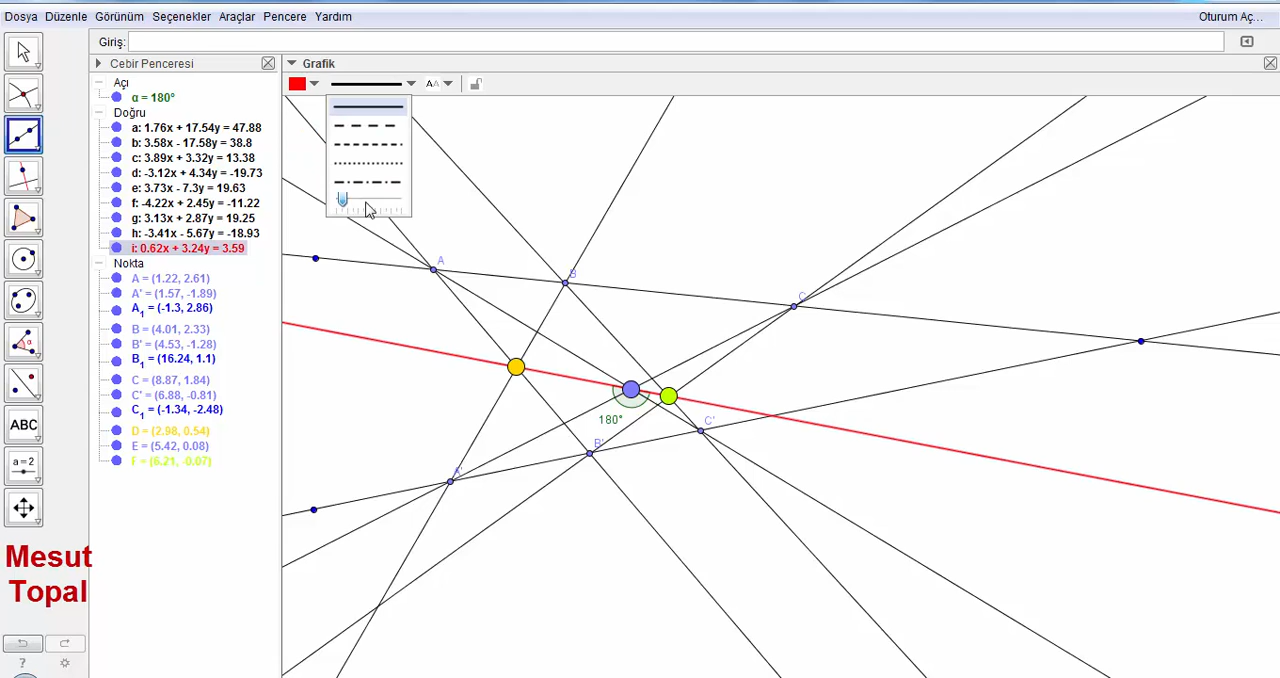 Dosya Düzenle Görünüm Seçenekler Araçlar Pencere Yardım Oturum Aç...
Giriş:
Cebir Penceresi Grafik
AA
Açı
α = 180°
Doğru
a: 1.76x + 17.54y = 47.88
b: 3.58x - 17.58y = 38.8
c: 3.89x + 3.32y = 13.38
d: -3.12x + 4.34y = -19.73
e: 3.73x - 7.3y = 19.63
f: -4.22x + 2.45y = -11.22
g: 3.13x + 2.87y = 19.25
h: -3.41x - 5.67y = -18.93
i: 0.62x + 3.24y = 3.59
Nokta
A = (1.22, 2.61)
A' = (1.57, -1.89)
A1 = (-1.3, 2.86)
B = (4.01, 2.33)
B' = (4.53, -1.28)
B1 = (16.24, 1.1)
C = (8.87, 1.84)
C' = (6.88, -0.81)
C1 = (-1.34, -2.48)
D = (2.98, 0.54)
E = (5.42, 0.08)
F = (6.21, -0.07)
A
B
C
180°
C'
B'
A'
α
ABC
a=2
Mesut
Topal
?